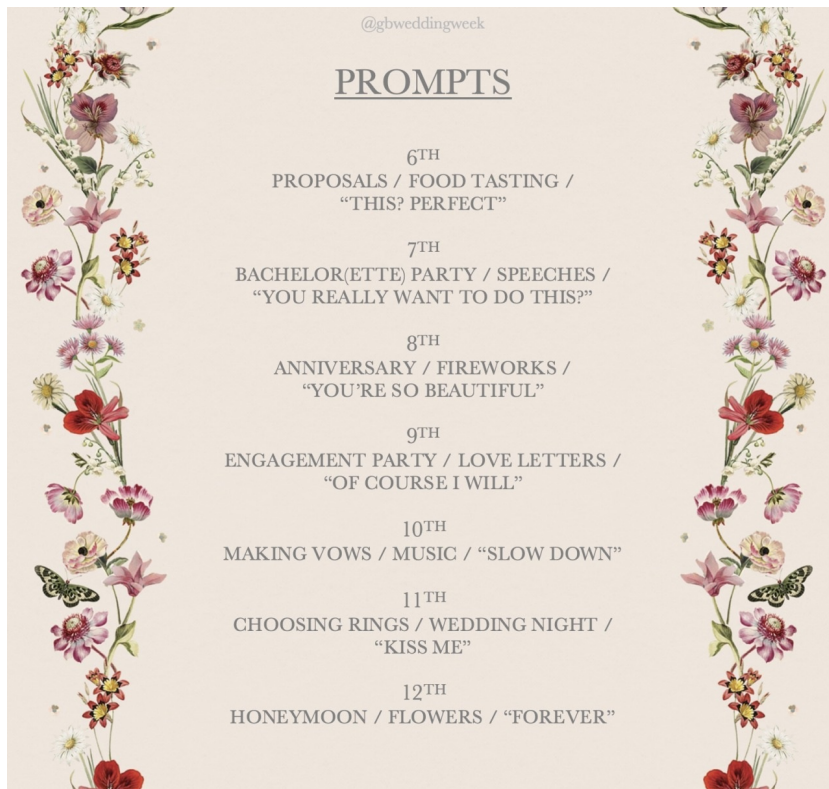 @gbweddingweek
PROMPTS
6TH
PROPOSALS / FOOD TASTING /
“THIS? PERFECT”
7TH
BACHELOR(ETTE) PARTY / SPEECHES /
“YOU REALLY WANT TO DO THIS?”
8TH
ANNIVERSARY / FIREWORKS /
“YOU’RE SO BEAUTIFUL”
9TH
ENGAGEMENT PARTY / LOVE LETTERS /
“OF COURSE I WILL”
10TH
MAKING VOWS / MUSIC / “SLOW DOWN”
11TH
CHOOSING RINGS / WEDDING NIGHT /
“KISS ME”
12TH
HONEYMOON / FLOWERS / “FOREVER”